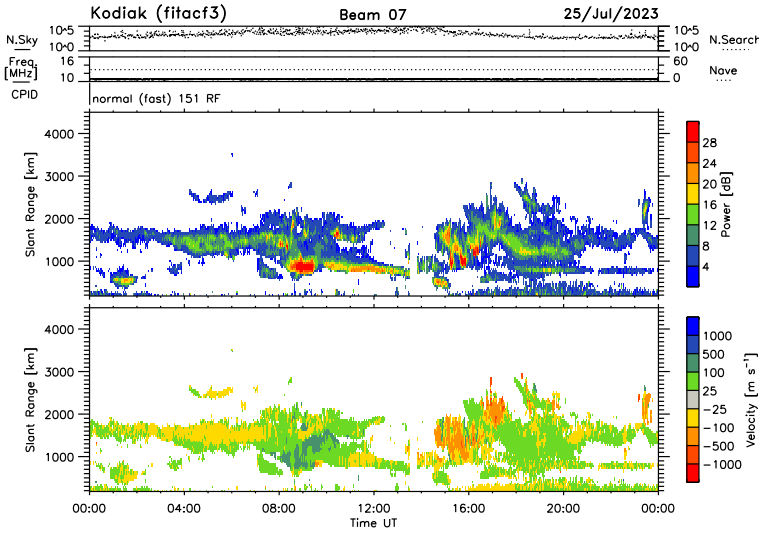 Kodiak (fitacf3) Beam 07 25/Jul/2023
N.Sky 10^5 10^0 10^5 10^0 N.Search
Freq. [MHz] 16 10 60 0 Nave
CPID normal (fast) 151 RF
Slant Range [km] 4000 3000 2000 1000
28 24 20 16 12 8 4 Power [dB]
Slant Range [km] 4000 3000 2000 1000
1000 500 100 25 −25 −100 −500 −1000 Velocity [m s⁻¹]
00:00 04:00 08:00 12:00 16:00 20:00 00:00
Time UT